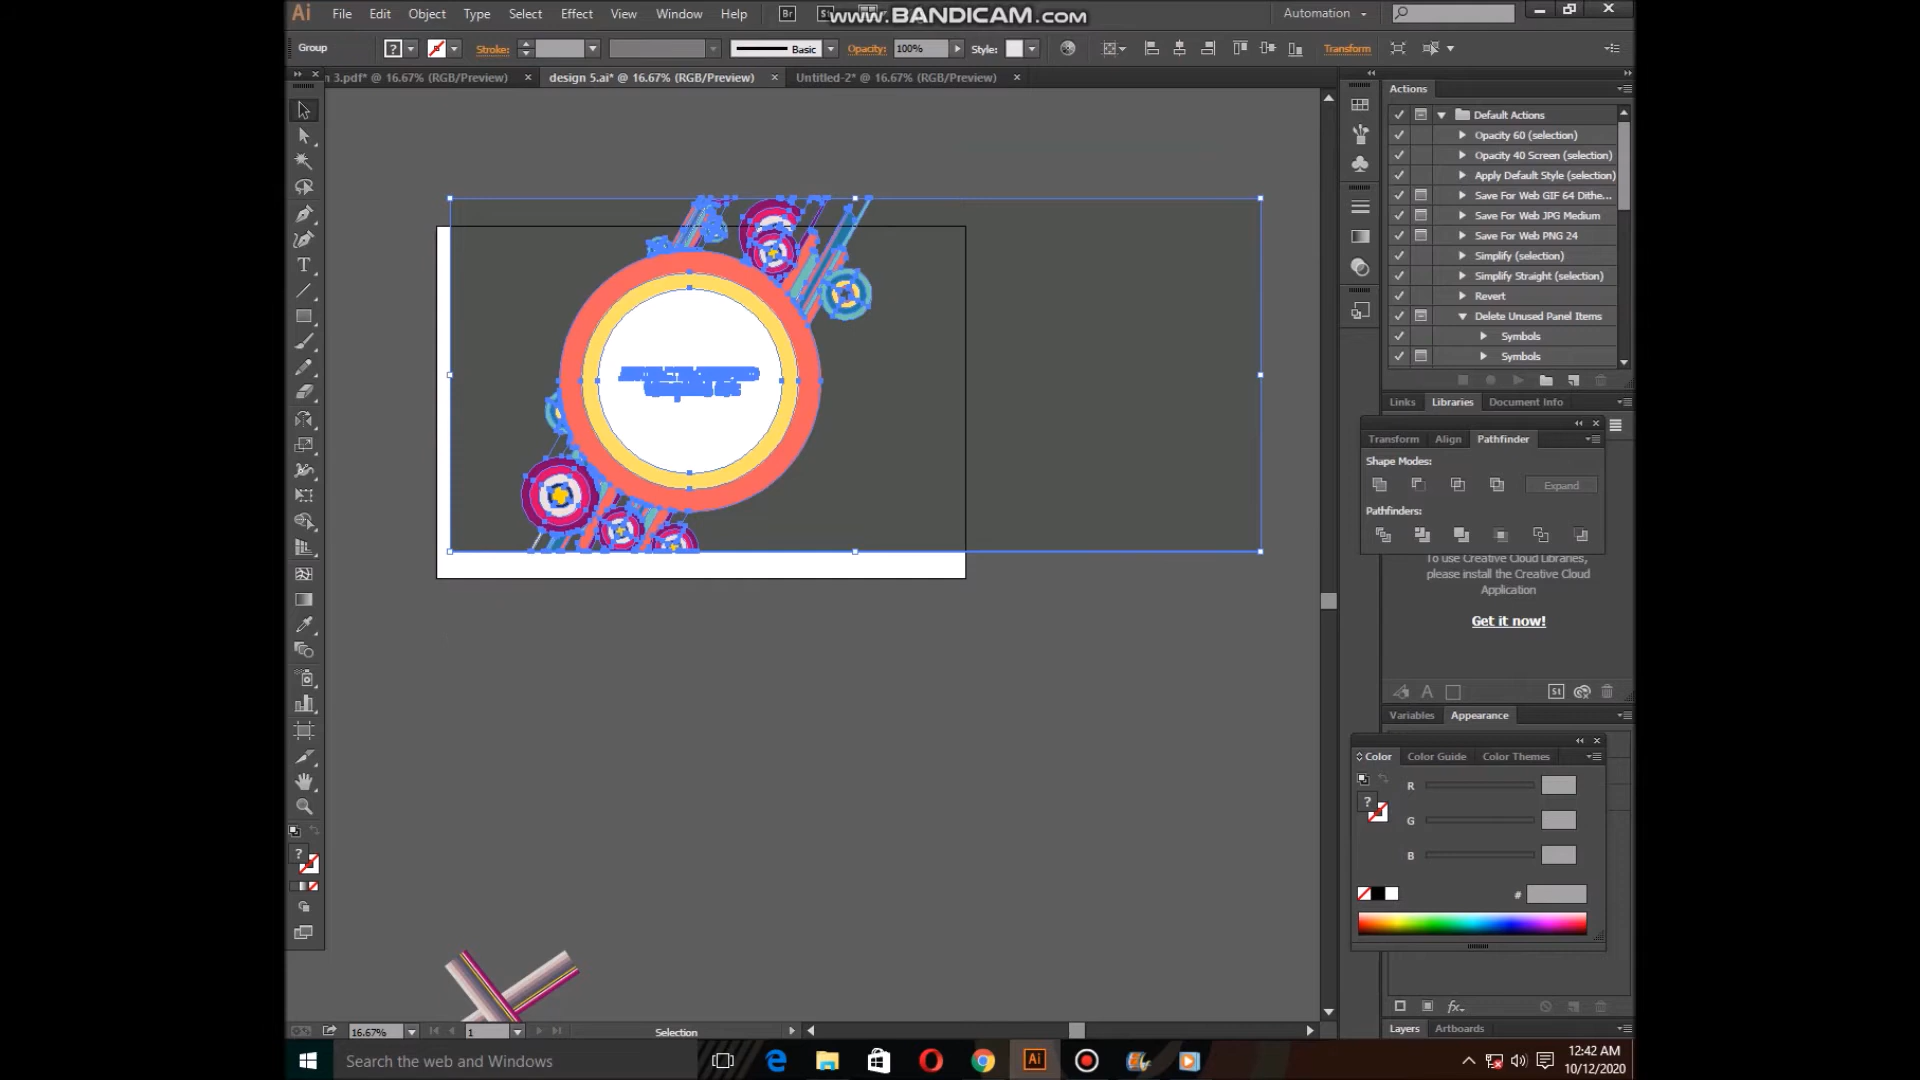 Ai File Edit Object Type Select Effect View Window Help Br St www.BANDICAM.com Automation
Group ? Stroke: Basic Opacity: 100% Style: Transform
n 3.pdf* @ 16.67% (RGB/Preview) × design 5.ai* @ 16.67% (RGB/Preview) × Untitled-2* @ 16.67% (RGB/Preview) ×
Actions
Default Actions
Opacity 60 (selection)
Opacity 40 Screen (selection)
Apply Default Style (selection)
Save For Web GIF 64 Dithe...
Save For Web JPG Medium
Save For Web PNG 24
Simplify (selection)
Simplify Straight (selection)
Revert
Delete Unused Panel Items
Symbols
Symbols
Links Libraries Document Info
Transform Align Pathfinder
Shape Modes:
Expand
Pathfinders:
To use Creative Cloud Libraries,
please install the Creative Cloud
Application
Get it now!
St
Variables Appearance
Color Color Guide Color Themes
R
G
B
#
fx
Layers Artboards
16.67% 1 Selection
Search the web and Windows
Ai
12:42 AM
10/12/2020